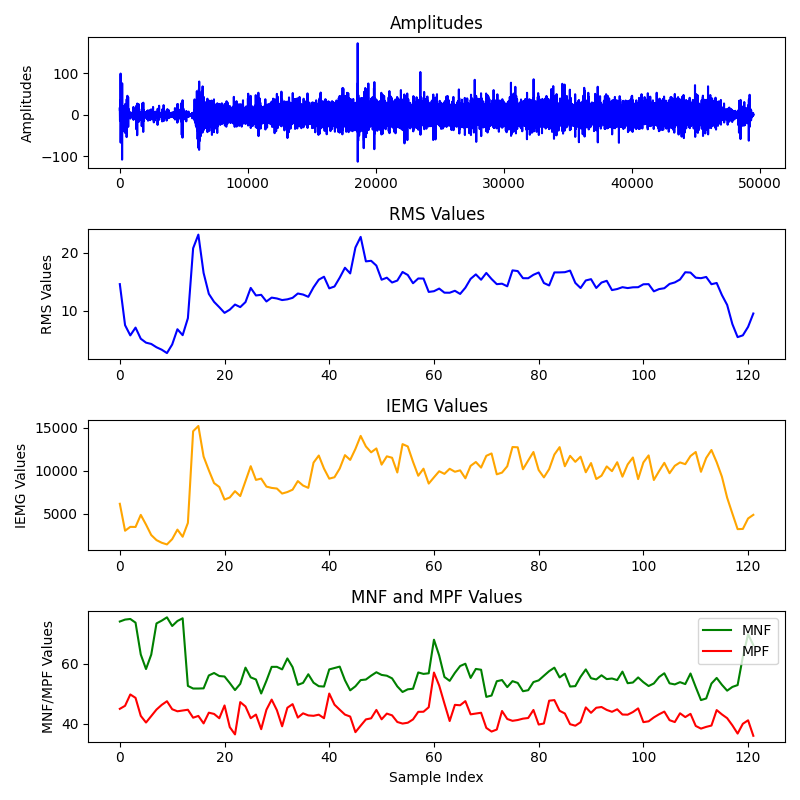 Amplitudes
Amplitudes
100
0
−100
0 10000 20000 30000 40000 50000
RMS Values
RMS Values
20
10
0 20 40 60 80 100 120
IEMG Values
IEMG Values
15000
10000
5000
0 20 40 60 80 100 120
MNF and MPF Values
MNF/MPF Values
60
40
MNF
MPF
0 20 40 60 80 100 120
Sample Index